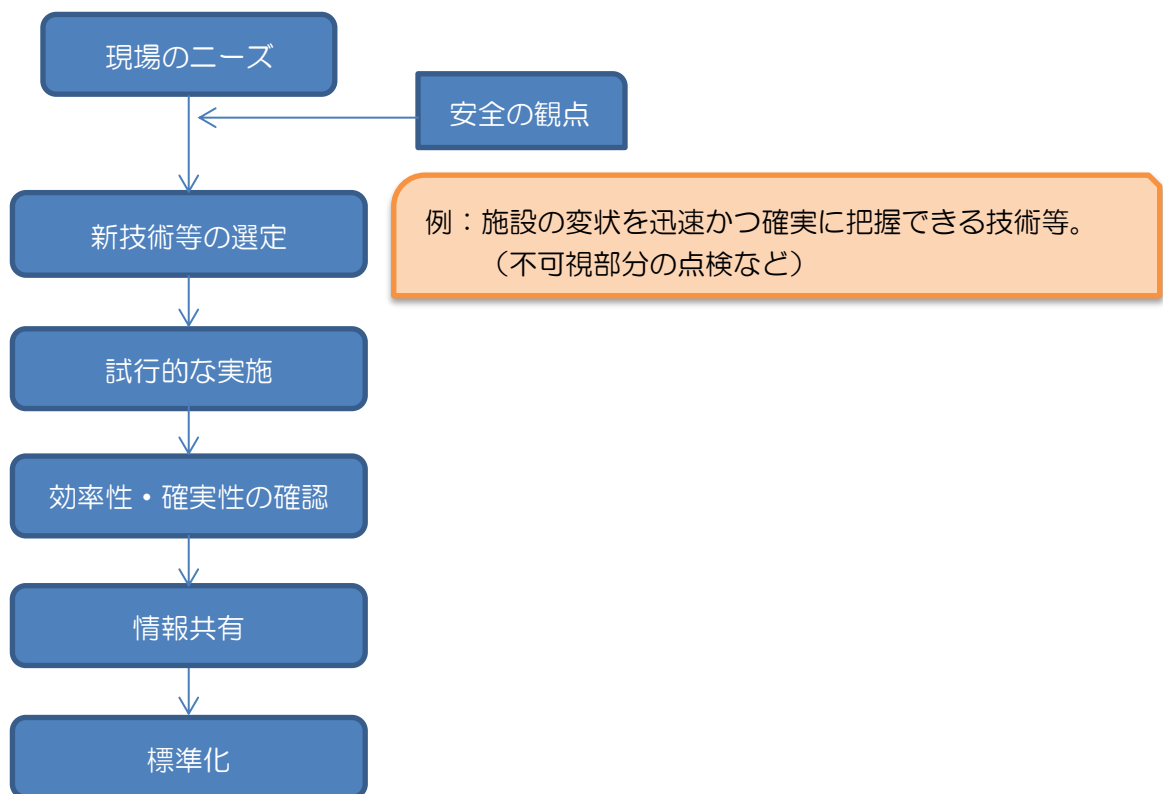 現場のニーズ
安全の観点
新技術等の選定
例：施設の変状を迅速かつ確実に把握できる技術等。
（不可視部分の点検など）
試行的な実施
効率性・確実性の確認
情報共有
標準化